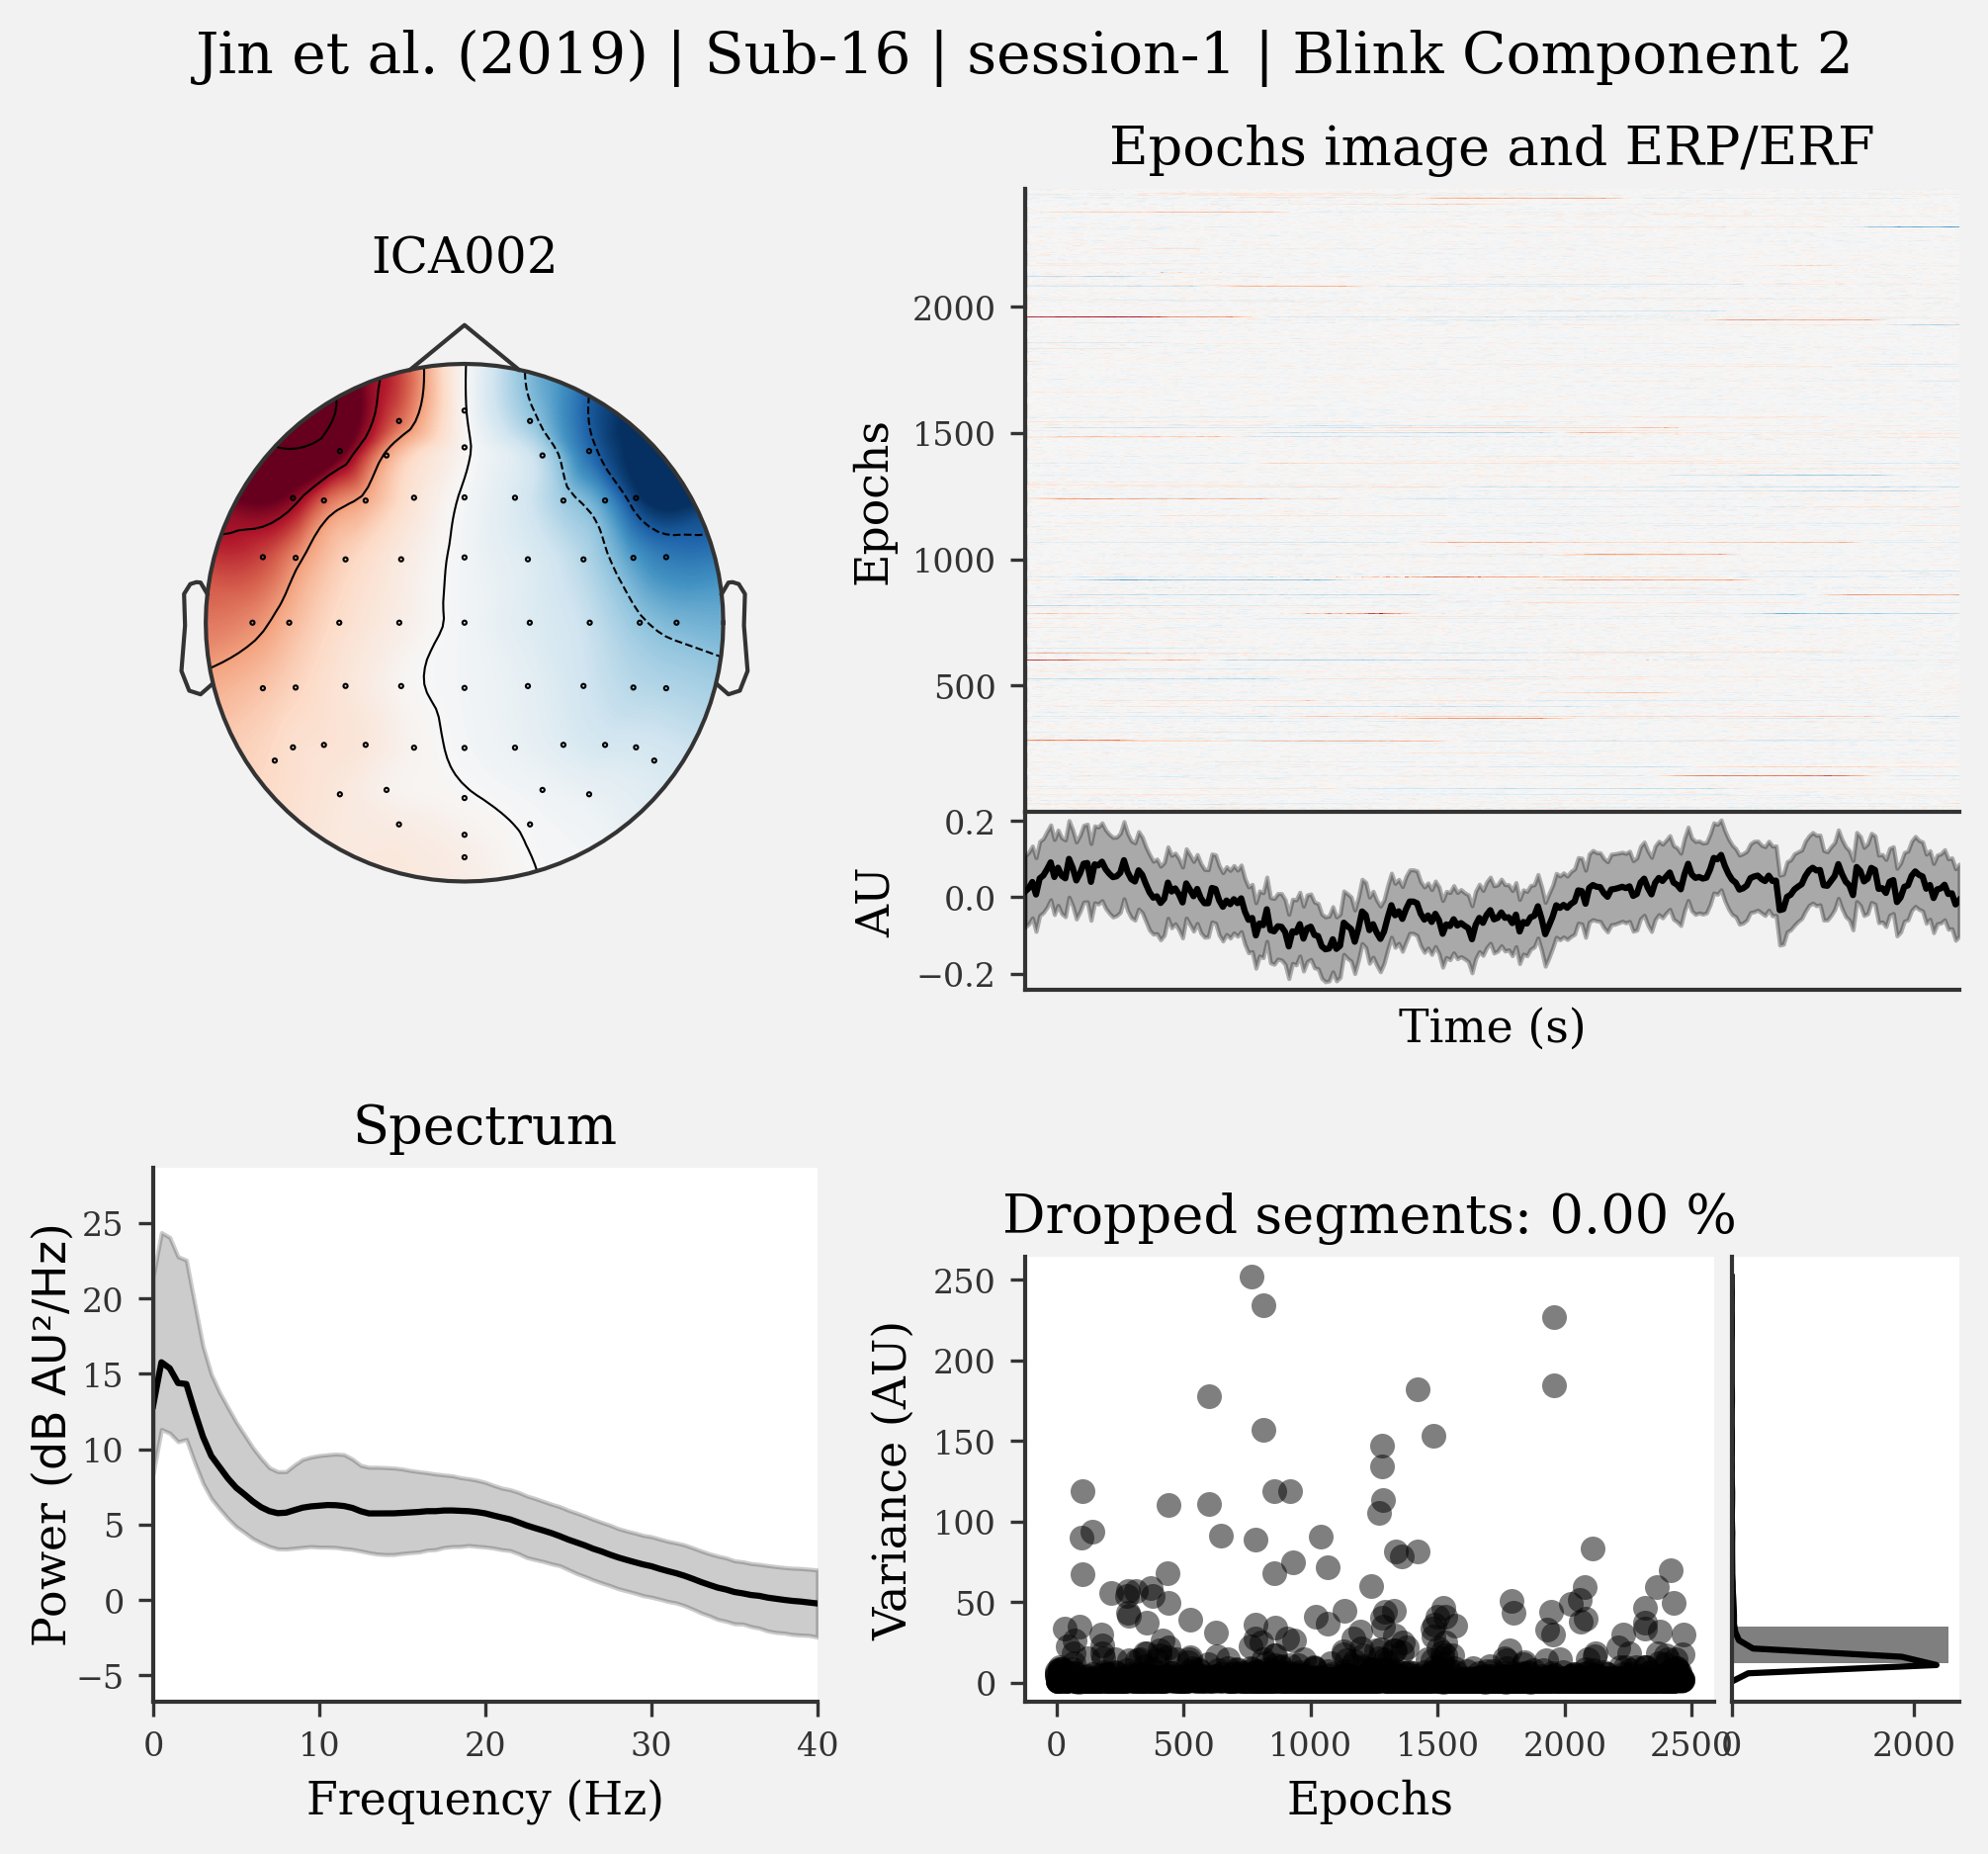 Jin et al. (2019) | Sub-16 | session-1 | Blink Component 2
ICA002
Epochs image and ERP/ERF
Epochs
2000
1500
1000
500
AU
0.2
0.0
−0.2
Time (s)
Spectrum
Power (dB AU²/Hz)
25
20
15
10
5
0
−5
0 10 20 30 40
Frequency (Hz)
Dropped segments: 0.00 %
Variance (AU)
250
200
150
100
50
0
0 500 1000 1500 2000 2500
Epochs
0 2000